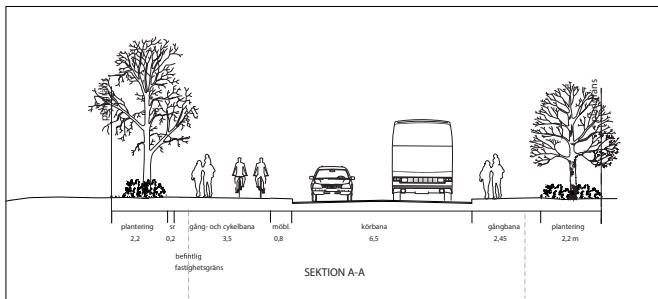 plantering sr gång- och cykelbana möbl. körbana gångbana plantering
2,2 0,2 3,5 0,8 6,5 2,45 2,2 m
befintlig
fastighetsgräns
SEKTION A-A